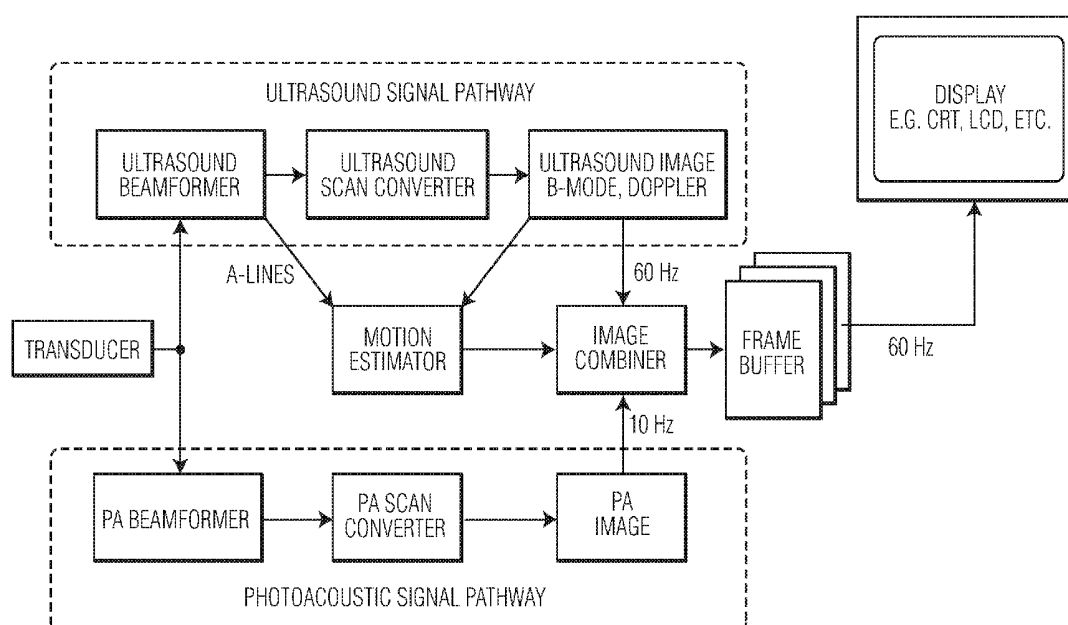 ULTRASOUND SIGNAL PATHWAY
DISPLAY
E.G. CRT, LCD, ETC.
ULTRASOUND
BEAMFORMER
ULTRASOUND
SCAN CONVERTER
ULTRASOUND IMAGE
B-MODE, DOPPLER
A-LINES
60 Hz
TRANSDUCER
MOTION
ESTIMATOR
IMAGE
COMBINER
FRAME
BUFFER
60 Hz
10 Hz
PA BEAMFORMER
PA SCAN
CONVERTER
PA
IMAGE
PHOTOACOUSTIC SIGNAL PATHWAY